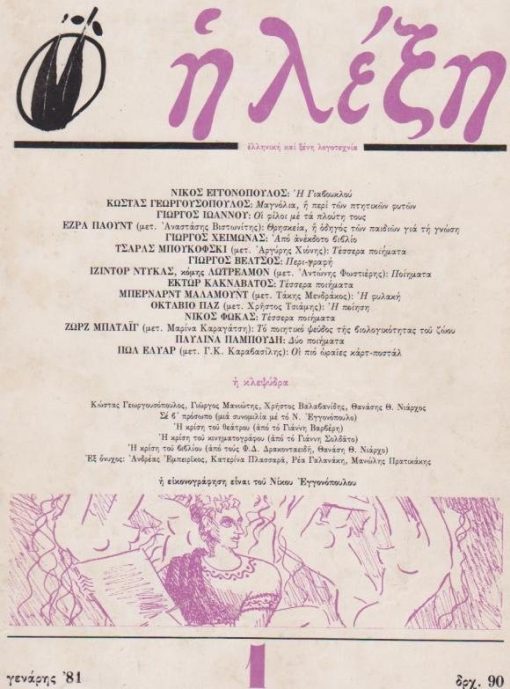 ἡ λέξη
ἑλληνική καί ξένη λογοτεχνία
ΝΙΚΟΣ ΕΓΓΟΝΟΠΟΥΛΟΣ: Ἡ Γιαβουκλού
ΚΩΣΤΑΣ ΓΕΩΡΓΟΥΣΟΠΟΥΛΟΣ: Μαγνόλια, ἤ περί τῶν πτητικῶν φυτῶν
ΓΙΩΡΓΟΣ ΙΩΑΝΝΟΥ: Οἱ φίλοι μέ τά πλούτη τους
ΕΖΡΑ ΠΑΟΥΝΤ (μετ. Ἀναστάσης Βιστωνίτης): Θρησκεία, ἤ ὁδηγός τῶν παιδιῶν γιά τή γνώση
ΓΙΩΡΓΟΣ ΧΕΙΜΩΝΑΣ: Ἀπό ἀνέκδοτο βιβλίο
ΤΣΑΡΛΣ ΜΠΟΥΚΟΦΣΚΙ (μετ. Ἀργύρης Χιόνης): Τέσσερα ποιήματα
ΓΙΩΡΓΟΣ ΒΕΛΤΣΟΣ: Περι-γραφή
ΙΖΙΝΤΟΡ ΝΤΥΚΑΣ, κόμης ΛΩΤΡΕΑΜΟΝ (μετ. Ἀντώνης Φωστιέρης): Ποιήματα
ΕΚΤΩΡ ΚΑΚΝΑΒΑΤΟΣ: Τέσσερα ποιήματα
ΜΠΕΡΝΑΡΝΤ ΜΑΛΑΜΟΥΝΤ (μετ. Τάκης Μενδράκος): Ἡ φυλακή
ΟΚΤΑΒΙΟ ΠΑΖ (μετ. Χρῆστος Τσιάμης): Ἡ ποίηση
ΝΙΚΟΣ ΦΩΚΑΣ: Τέσσερα ποιήματα
ΖΩΡΖ ΜΠΑΤΑΪΓ (μετ. Μαρίνα Καραγάτση): Τό ποιητικό ψεῦδος τῆς βιολογικότητας τοῦ ζώου
ΠΑΥΛΙΝΑ ΠΑΜΠΟΥΔΗ: Δύο ποιήματα
ΠΩΛ ΕΛΥΑΡ (μετ. Γ.Κ. Καραβασίλης): Οἱ πιό ὡραῖες κάρτ-ποστάλ
ἡ κλεψύδρα
Κώστας Γεωργουσόπουλος, Γιῶργος Μανιώτης, Χρῆστος Βαλαβανίδης, Θανάσης Θ. Νιάρχος
Σέ β΄ πρόσωπο (μιά συνομιλία μέ τό Ν. Ἐγγονόπουλο)
Ἡ κρίση τοῦ θεάτρου (ἀπό τό Γιάννη Βαρβέρη)
Ἡ κρίση τοῦ κινηματογράφου (ἀπό τό Γιάννη Σολδάτο)
Ἡ κρίση τοῦ βιβλίου (ἀπό τούς Φ.Δ. Δρακονταειδῆ, Θανάση Θ. Νιάρχο)
Ἐξ ὄνυχος: Ἀνδρέας Ἐμπειρίκος, Κατερίνα Πλασσαρᾶ, Ρέα Γαλανάκη, Μανώλης Πρατικάκης
ἡ εἰκονογράφηση εἶναι τοῦ Νίκου Ἐγγονόπουλου
γενάρης '81
1
δρχ. 90